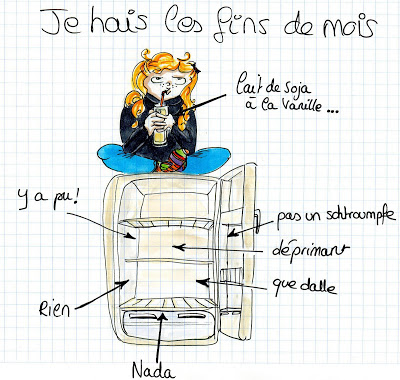 Je hais les fins de mois
lait de soja
à la vanille...
y a pu!
pas un schtroumpfe
déprimant
que dalle
Rien
Nada